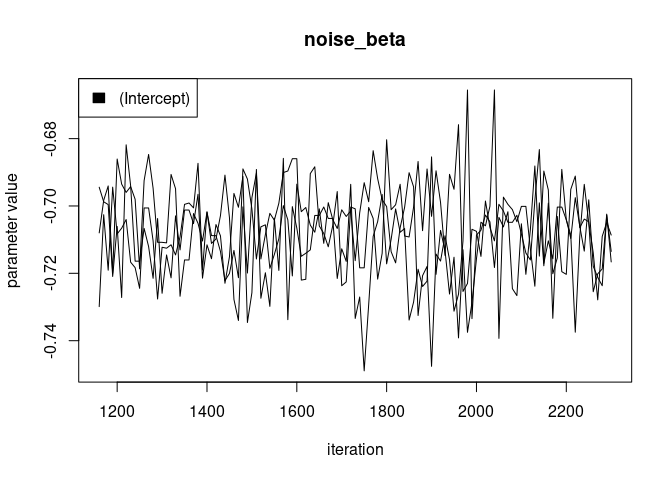 noise_beta
(Intercept)
parameter value
-0.68
-0.70
-0.72
-0.74
1200 1400 1600 1800 2000 2200
iteration